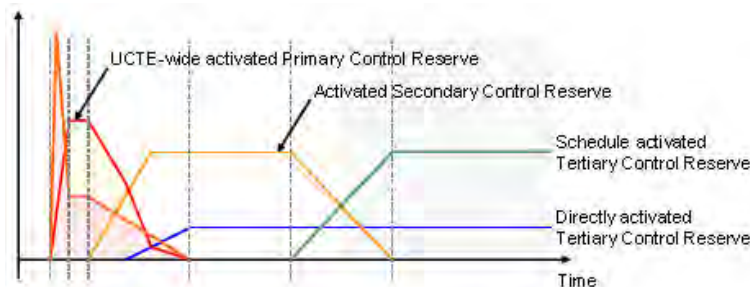 UCTE-wide activated Primary Control Reserve
Activated Secondary Control Reserve
Schedule activated
Tertiary Control Reserve
Directly activated
Tertiary Control Reserve
Time